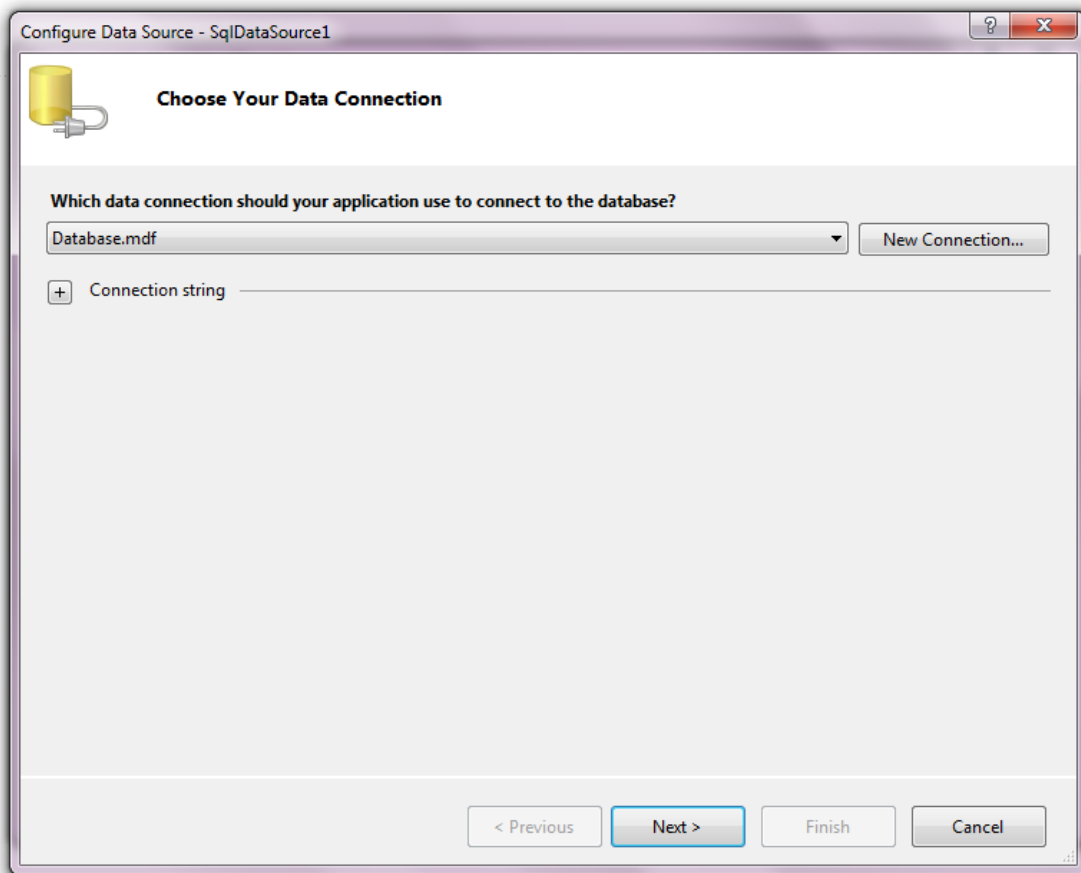 Configure Data Source - SqlDataSource1
?
X
Choose Your Data Connection
Which data connection should your application use to connect to the database?
Database.mdf
New Connection...
+ Connection string
< Previous
Next >
Finish
Cancel